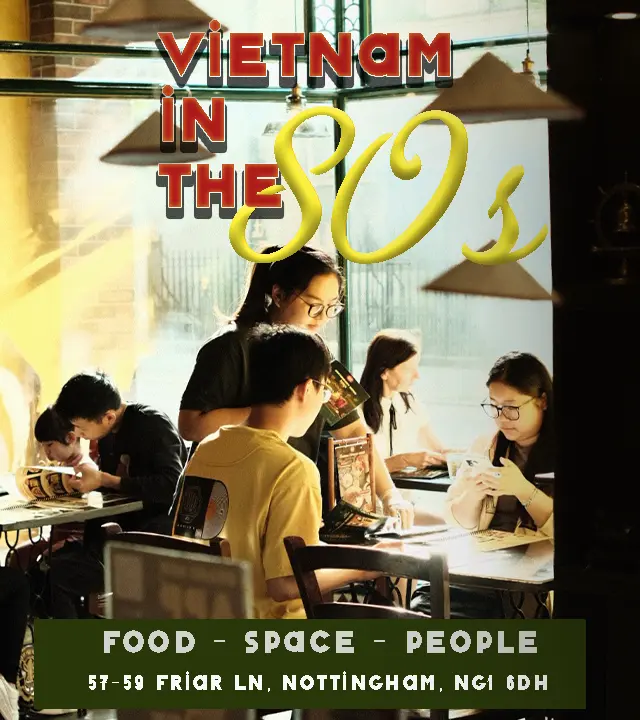 VIETNAM
IN
THE 80s
FOOD - SPACE - PEOPLE
57-59 FRIAR LN, NOTTINGHAM, NG1 6DH